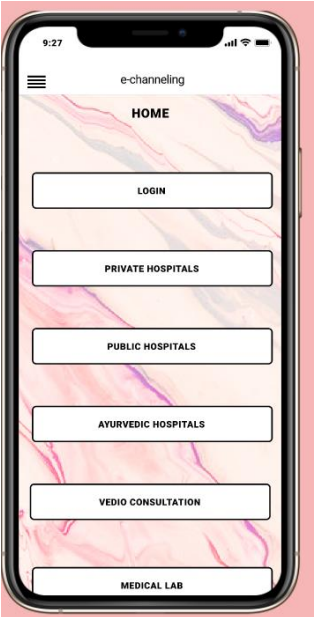 9:27
e-channeling
HOME
LOGIN
PRIVATE HOSPITALS
PUBLIC HOSPITALS
AYURVEDIC HOSPITALS
VEDIO CONSULTATION
MEDICAL LAB